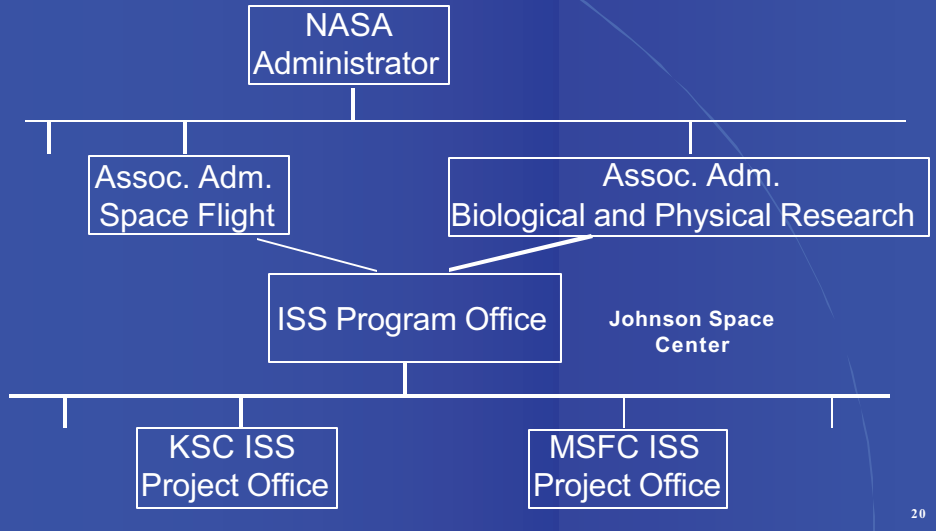 NASA
Administrator
Assoc. Adm.
Space Flight
Assoc. Adm.
Biological and Physical Research
ISS Program Office
Johnson Space
Center
KSC ISS
Project Office
MSFC ISS
Project Office
20